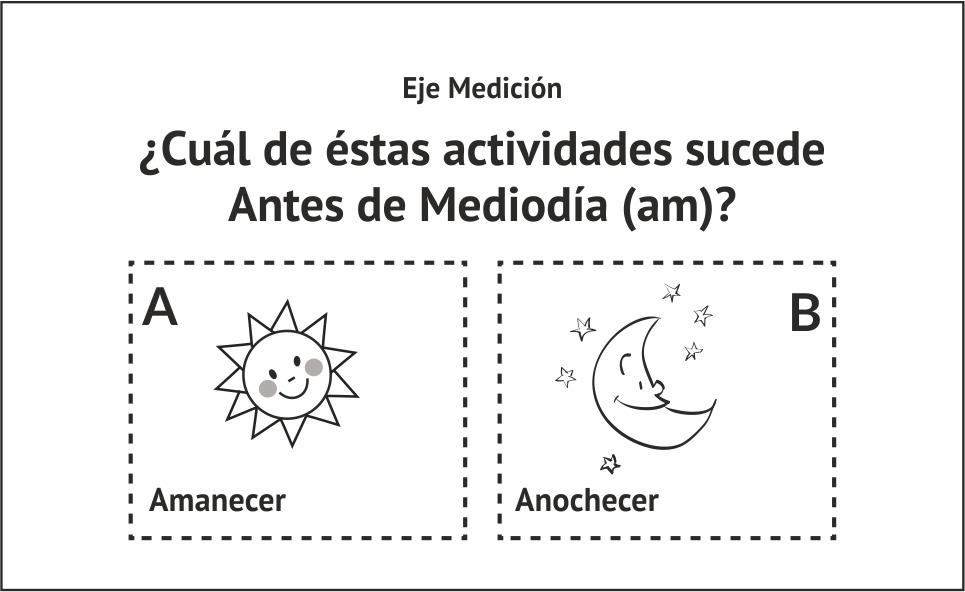 Eje Medición
¿Cuál de éstas actividades sucede
Antes de Mediodía (am)?
A
Amanecer
B
Anochecer